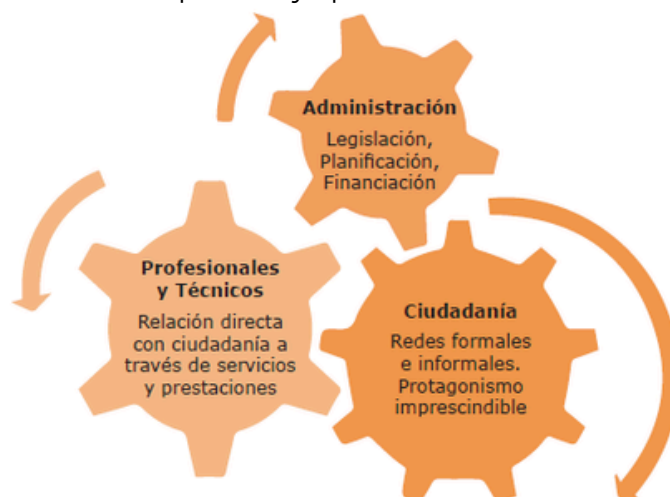 Administración
Legislación,
Planificación,
Financiación
Profesionales
y Técnicos
Relación directa
con ciudadanía a
través de servicios
y prestaciones
Ciudadanía
Redes formales
e informales.
Protagonismo
imprescindible